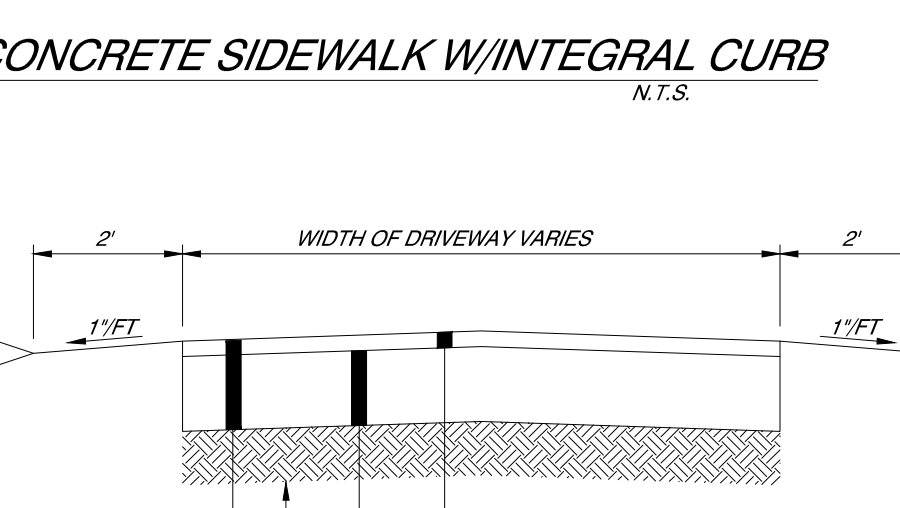 CONCRETE SIDEWALK W/INTEGRAL CURB
N.T.S.
2' WIDTH OF DRIVEWAY VARIES 2'
1"/FT 1"/FT